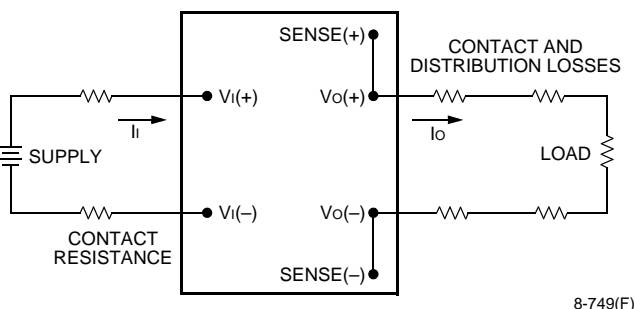 SENSE(+)
CONTACT AND
DISTRIBUTION LOSSES
VI(+)
VO(+)
II
IO
SUPPLY
LOAD
VI(–)
VO(–)
CONTACT
RESISTANCE
SENSE(–)
8-749(F)